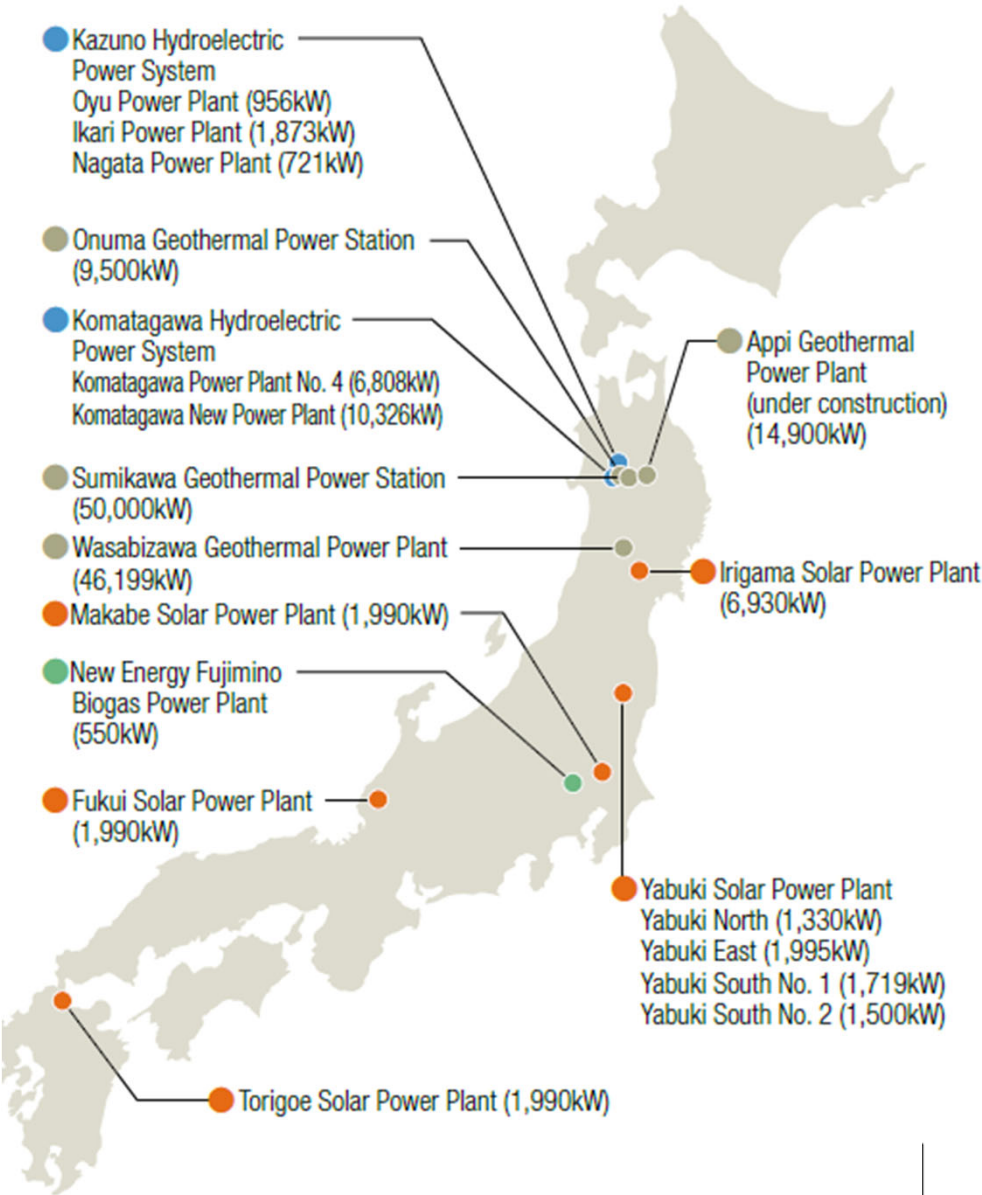 Kazuno Hydroelectric
Power System
Oyu Power Plant (956kW)
Ikari Power Plant (1,873kW)
Nagata Power Plant (721kW)
Onuma Geothermal Power Station
(9,500kW)
Komatagawa Hydroelectric
Power System
Komatagawa Power Plant No. 4 (6,808kW)
Komatagawa New Power Plant (10,326kW)
Appi Geothermal
Power Plant
(under construction)
(14,900kW)
Sumikawa Geothermal Power Station
(50,000kW)
Wasabizawa Geothermal Power Plant
(46,199kW)
Irigama Solar Power Plant
(6,930kW)
Makabe Solar Power Plant (1,990kW)
New Energy Fujimino
Biogas Power Plant
(550kW)
Fukui Solar Power Plant
(1,990kW)
Yabuki Solar Power Plant
Yabuki North (1,330kW)
Yabuki East (1,995kW)
Yabuki South No. 1 (1,719kW)
Yabuki South No. 2 (1,500kW)
Torigoe Solar Power Plant (1,990kW)